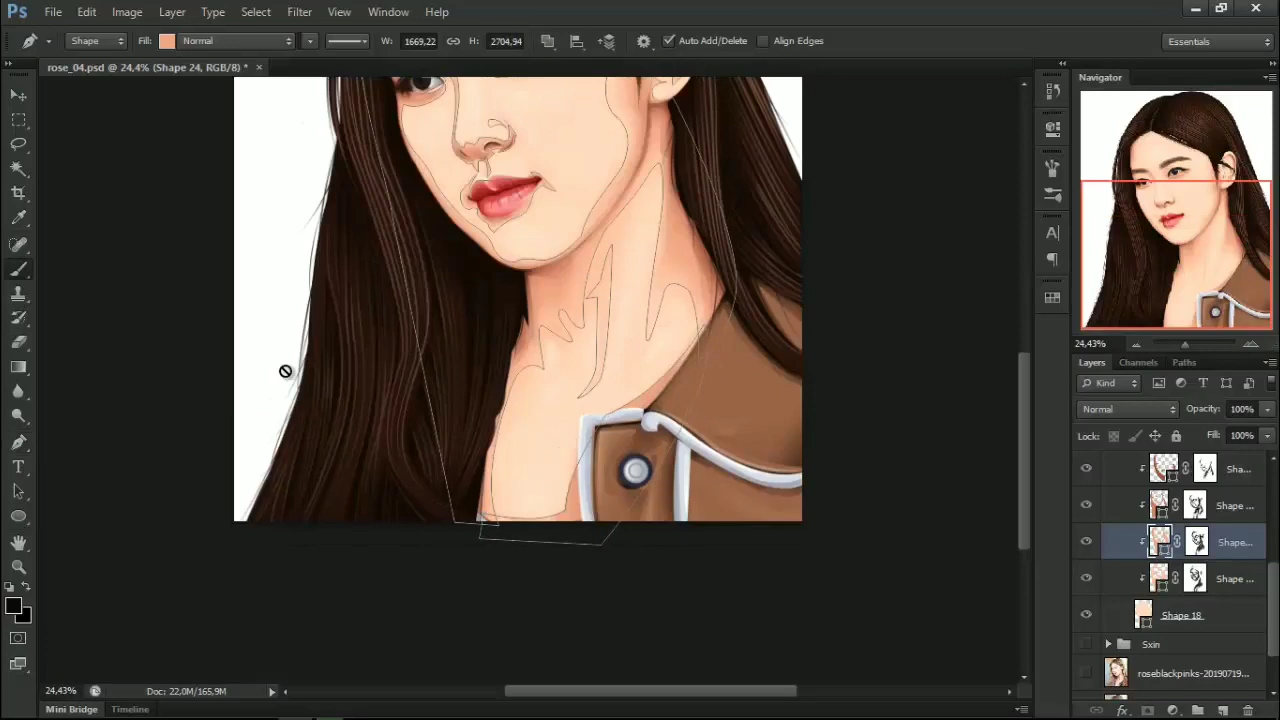 Ps File Edit Image Layer Type Select Filter View Window Help
Shape Fill: Normal W: 1669,22 H: 2704,94 Auto Add/Delete Align Edges Essentials
rose_04.psd @ 24,4% (Shape 24, RGB/8) * ×
Navigator
24,43%
Layers Channels Paths
Kind
Normal Opacity: 100%
Lock: Fill: 100%
Sha...
Shape ...
Shape...
Shape ...
Shape 18
Sxin
roseblackpinks-20190719...
24,43% Doc: 22,0M/165,9M
Mini Bridge Timeline